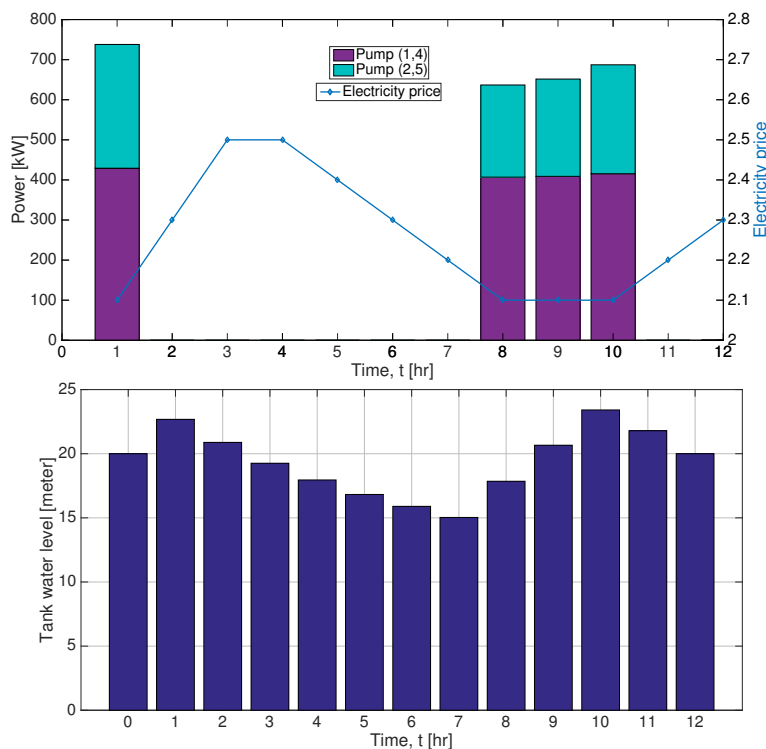 800
700
600
500
400
300
200
100
0
Power [kW]
Pump (1,4)
Pump (2,5)
Electricity price
2.8
2.7
2.6
2.5
2.4
2.3
2.2
2.1
2
Electricity price
0 1 2 3 4 5 6 7 8 9 10 11 12
Time, t [hr]
25
20
15
10
5
0
Tank water level [meter]
0 1 2 3 4 5 6 7 8 9 10 11 12
Time, t [hr]